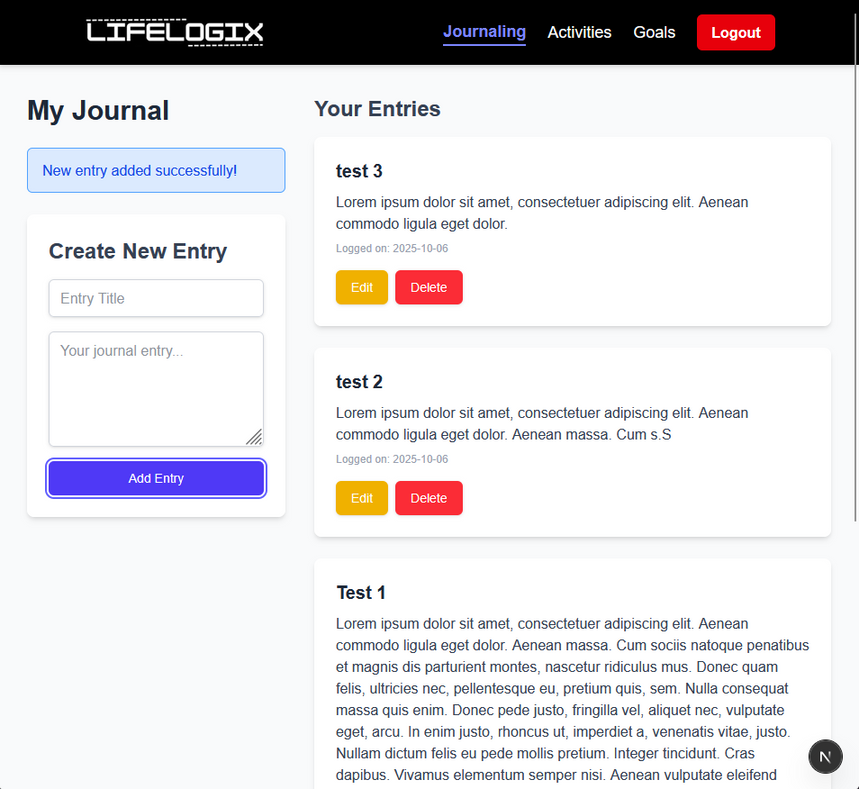 LIFELOGIX
Journaling
Activities
Goals
Logout
My Journal
New entry added successfully!
Create New Entry
Entry Title
Your journal entry...
Add Entry
Your Entries
test 3
Lorem ipsum dolor sit amet, consectetuer adipiscing elit. Aenean
commodo ligula eget dolor.
Logged on: 2025-10-06
Edit
Delete
test 2
Lorem ipsum dolor sit amet, consectetuer adipiscing elit. Aenean
commodo ligula eget dolor. Aenean massa. Cum s.S
Logged on: 2025-10-06
Edit
Delete
Test 1
Lorem ipsum dolor sit amet, consectetuer adipiscing elit. Aenean
commodo ligula eget dolor. Aenean massa. Cum sociis natoque penatibus
et magnis dis parturient montes, nascetur ridiculus mus. Donec quam
felis, ultricies nec, pellentesque eu, pretium quis, sem. Nulla consequat
massa quis enim. Donec pede justo, fringilla vel, aliquet nec, vulputate
eget, arcu. In enim justo, rhoncus ut, imperdiet a, venenatis vitae, justo.
Nullam dictum felis eu pede mollis pretium. Integer tincidunt. Cras
dapibus. Vivamus elementum semper nisi. Aenean vulputate eleifend
N